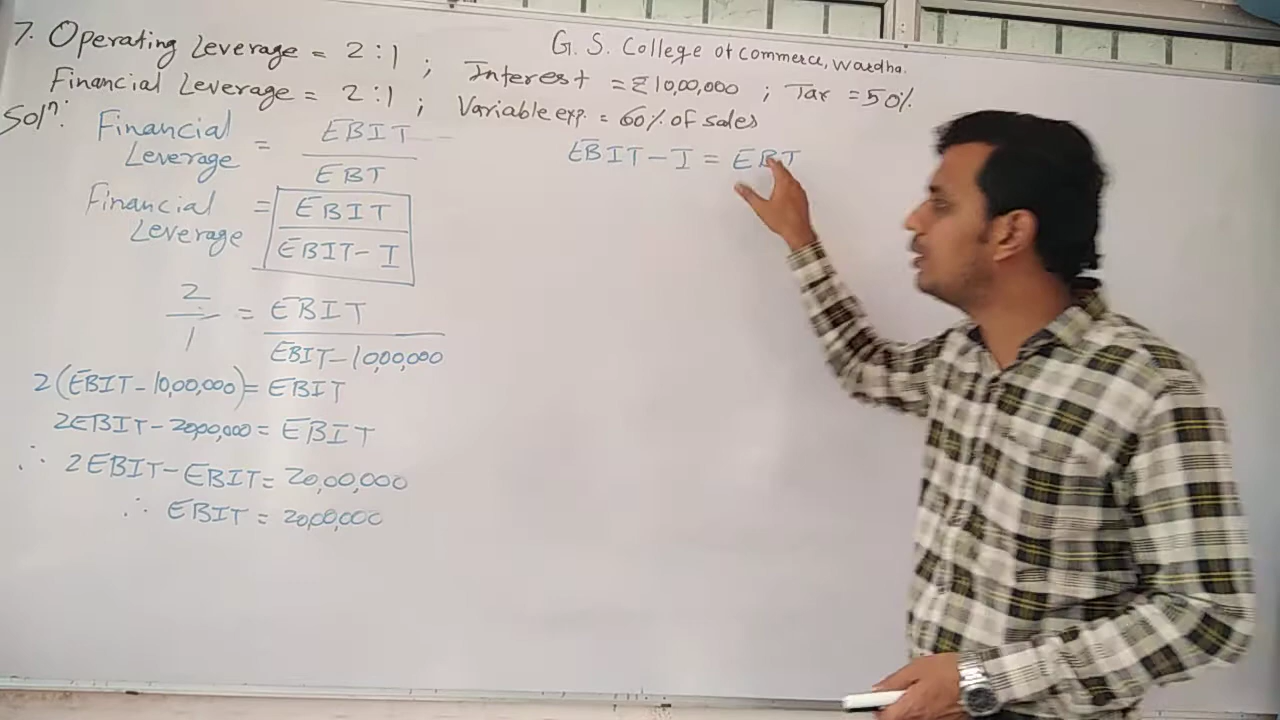 7. Operating Leverage = 2:1 ; Interest = ₹10,00,000 ; Tax = 50%
Financial Leverage = 2:1 ; Variable exp. = 60% of sales
G. S. College of Commerce, Wardha.
Solⁿ: Financial Leverage = EBIT / EBT
Financial Leverage = EBIT / EBIT - I
2 / 1 = EBIT / EBIT - 10,00,000
2(EBIT - 10,00,000) = EBIT
2EBIT - 20,00,000 = EBIT
∴ 2EBIT - EBIT = 20,00,000
∴ EBIT = 20,00,000
EBIT - I = EBT